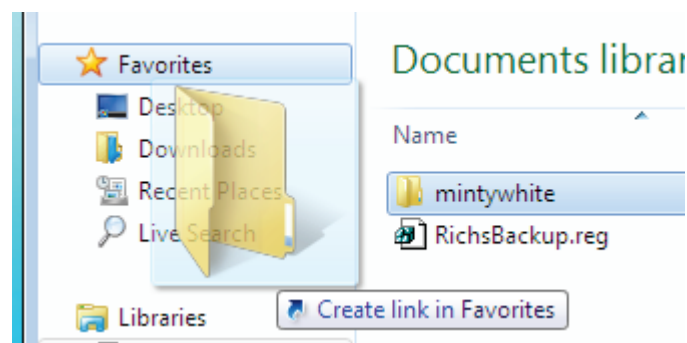 Favorites
Desktop
Downloads
Recent Places
Live Search
Libraries
Documents librar
Name
mintywhite
RichsBackup.reg
Create link in Favorites